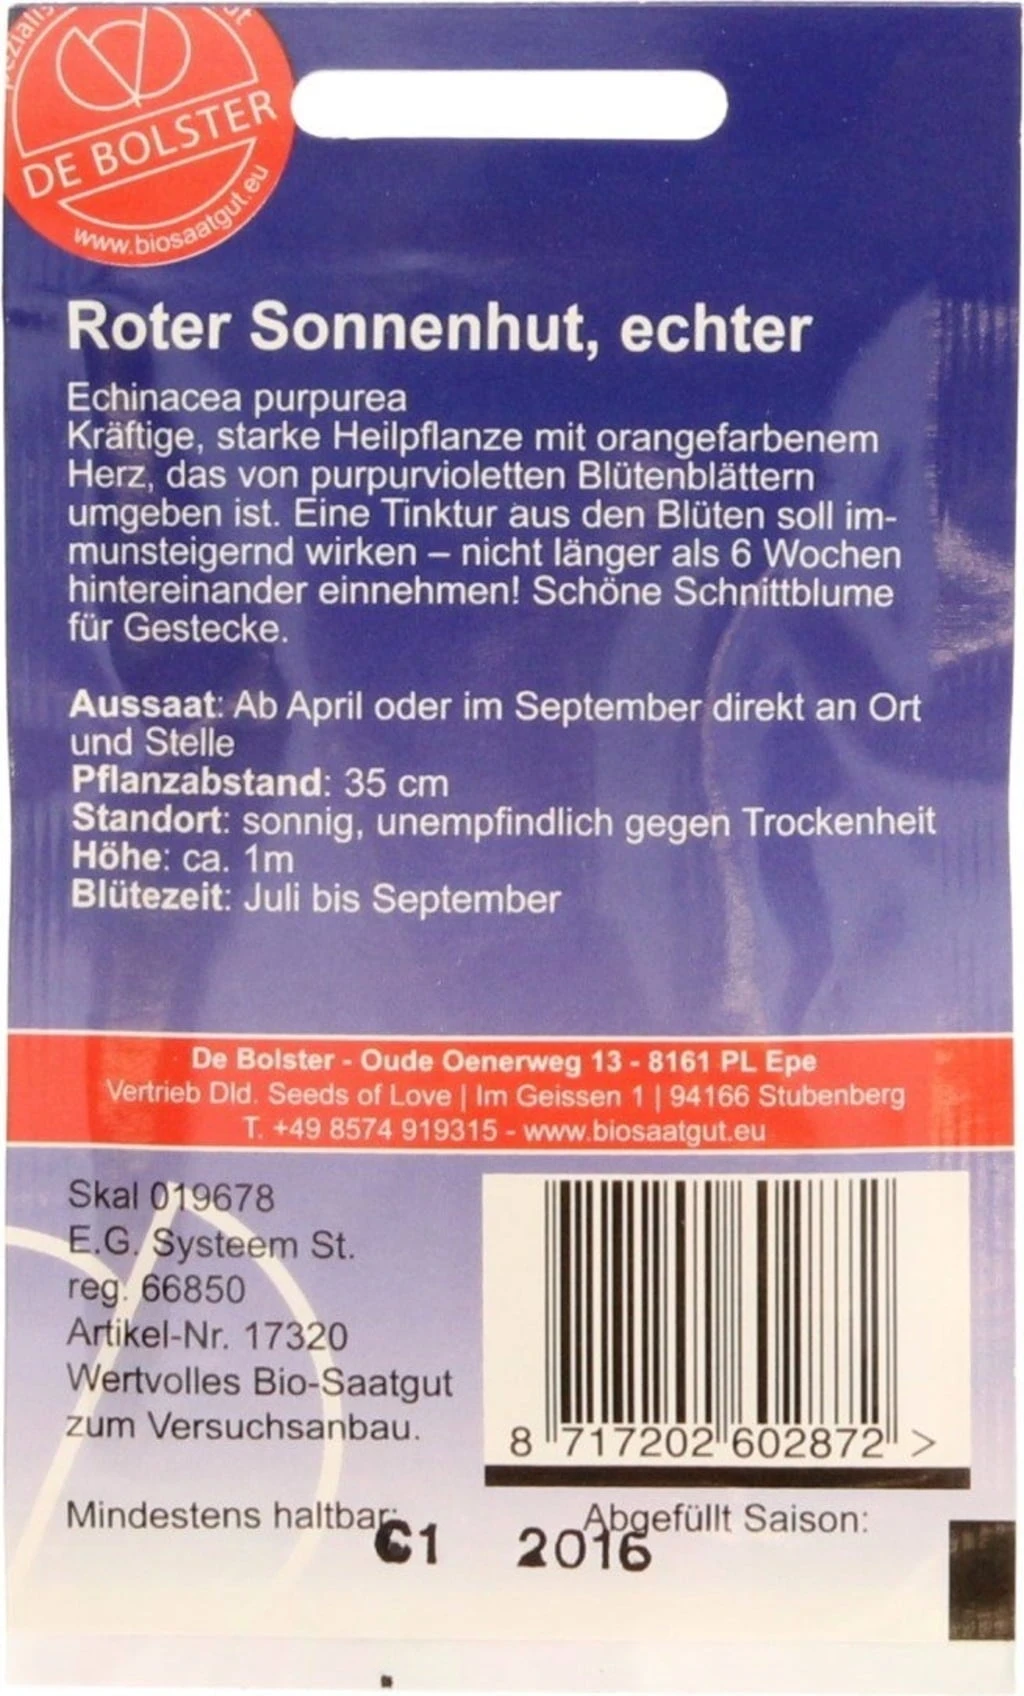 DE BOLSTER
www.biosaatgut.eu
Roter Sonnenhut, echter
Echinacea purpurea
Kräftige, starke Heilpflanze mit orangefarbenem
Herz, das von purpurvioletten Blütenblättern
umgeben ist. Eine Tinktur aus den Blüten soll im-
munsteigernd wirken – nicht länger als 6 Wochen
hintereinander einnehmen! Schöne Schnittblume
für Gestecke.
Aussaat: Ab April oder im September direkt an Ort
und Stelle
Pflanzabstand: 35 cm
Standort: sonnig, unempfindlich gegen Trockenheit
Höhe: ca. 1m
Blütezeit: Juli bis September
De Bolster - Oude Oenerweg 13 - 8161 PL Epe
Vertrieb Dld. Seeds of Love | Im Geissen 1 | 94166 Stubenberg
T. +49 8574 919315 - www.biosaatgut.eu
Skal 019678
E.G. Systeem St.
reg. 66850
Artikel-Nr. 17320
Wertvolles Bio-Saatgut
zum Versuchsanbau.
8 717202 602872 >
Mindestens haltbar: Abgefüllt Saison:
C1 2016